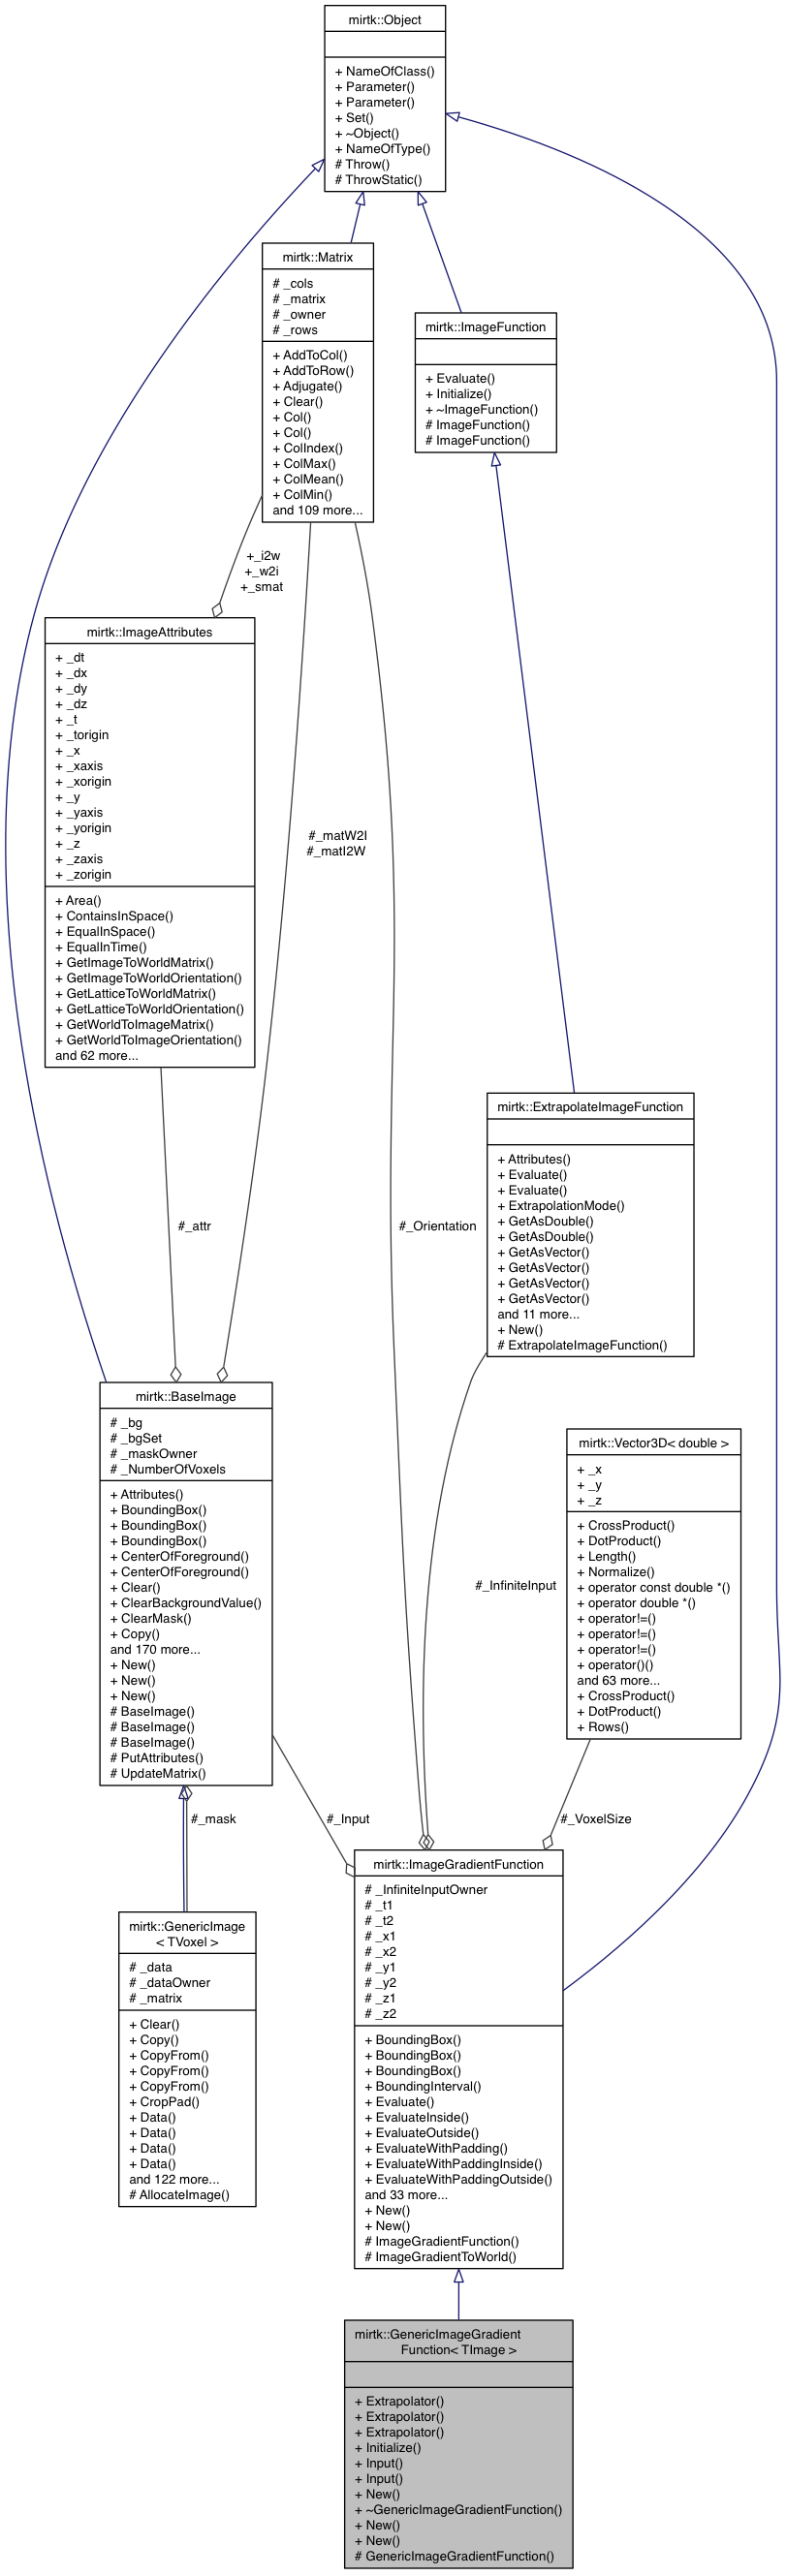 mirtk::Object
+ NameOfClass()
+ Parameter()
+ Parameter()
+ Set()
+ ~Object()
+ NameOfType()
# Throw()
# ThrowStatic()
mirtk::Matrix
# _cols
# _matrix
# _owner
# _rows
+ AddToCol()
+ AddToRow()
+ Adjugate()
+ Clear()
+ Col()
+ Col()
+ ColIndex()
+ ColMax()
+ ColMean()
+ ColMin()
and 109 more...
mirtk::ImageFunction
+ Evaluate()
+ Initialize()
+ ~ImageFunction()
# ImageFunction()
# ImageFunction()
+_i2w
+_w2i
+_smat
mirtk::ImageAttributes
+ _dt
+ _dx
+ _dy
+ _dz
+ _t
+ _torigin
+ _x
+ _xaxis
+ _xorigin
+ _y
+ _yaxis
+ _yorigin
+ _z
+ _zaxis
+ _zorigin
+ Area()
+ ContainsInSpace()
+ EqualInSpace()
+ EqualInTime()
+ GetImageToWorldMatrix()
+ GetImageToWorldOrientation()
+ GetLatticeToWorldMatrix()
+ GetLatticeToWorldOrientation()
+ GetWorldToImageMatrix()
+ GetWorldToImageOrientation()
and 62 more...
#_matW2I
#_matI2W
mirtk::ExtrapolateImageFunction
+ Attributes()
+ Evaluate()
+ Evaluate()
+ ExtrapolationMode()
+ GetAsDouble()
+ GetAsDouble()
+ GetAsVector()
+ GetAsVector()
+ GetAsVector()
+ GetAsVector()
and 11 more...
+ New()
# ExtrapolateImageFunction()
#_attr
#_Orientation
mirtk::BaseImage
# _bg
# _bgSet
# _maskOwner
# _NumberOfVoxels
+ Attributes()
+ BoundingBox()
+ BoundingBox()
+ BoundingBox()
+ CenterOfForeground()
+ CenterOfForeground()
+ Clear()
+ ClearBackgroundValue()
+ ClearMask()
+ Copy()
and 170 more...
+ New()
+ New()
+ New()
# BaseImage()
# BaseImage()
# BaseImage()
# PutAttributes()
# UpdateMatrix()
#_InfiniteInput
mirtk::Vector3D< double >
+ _x
+ _y
+ _z
+ CrossProduct()
+ DotProduct()
+ Length()
+ Normalize()
+ operator const double *()
+ operator double *()
+ operator!=()
+ operator!=()
+ operator!=()
+ operator()()
and 63 more...
+ CrossProduct()
+ DotProduct()
+ Rows()
#_mask
#_Input
#_VoxelSize
mirtk::GenericImage
< TVoxel >
# _data
# _dataOwner
# _matrix
+ Clear()
+ Copy()
+ CopyFrom()
+ CopyFrom()
+ CopyFrom()
+ CropPad()
+ Data()
+ Data()
+ Data()
+ Data()
and 122 more...
# AllocateImage()
mirtk::ImageGradientFunction
# _InfiniteInputOwner
# _t1
# _t2
# _x1
# _x2
# _y1
# _y2
# _z1
# _z2
+ BoundingBox()
+ BoundingBox()
+ BoundingBox()
+ BoundingInterval()
+ Evaluate()
+ EvaluateInside()
+ EvaluateOutside()
+ EvaluateWithPadding()
+ EvaluateWithPaddingInside()
+ EvaluateWithPaddingOutside()
and 33 more...
+ New()
+ New()
# ImageGradientFunction()
# ImageGradientToWorld()
mirtk::GenericImageGradient
Function< TImage >
+ Extrapolator()
+ Extrapolator()
+ Extrapolator()
+ Initialize()
+ Input()
+ Input()
+ New()
+ ~GenericImageGradientFunction()
+ New()
+ New()
# GenericImageGradientFunction()